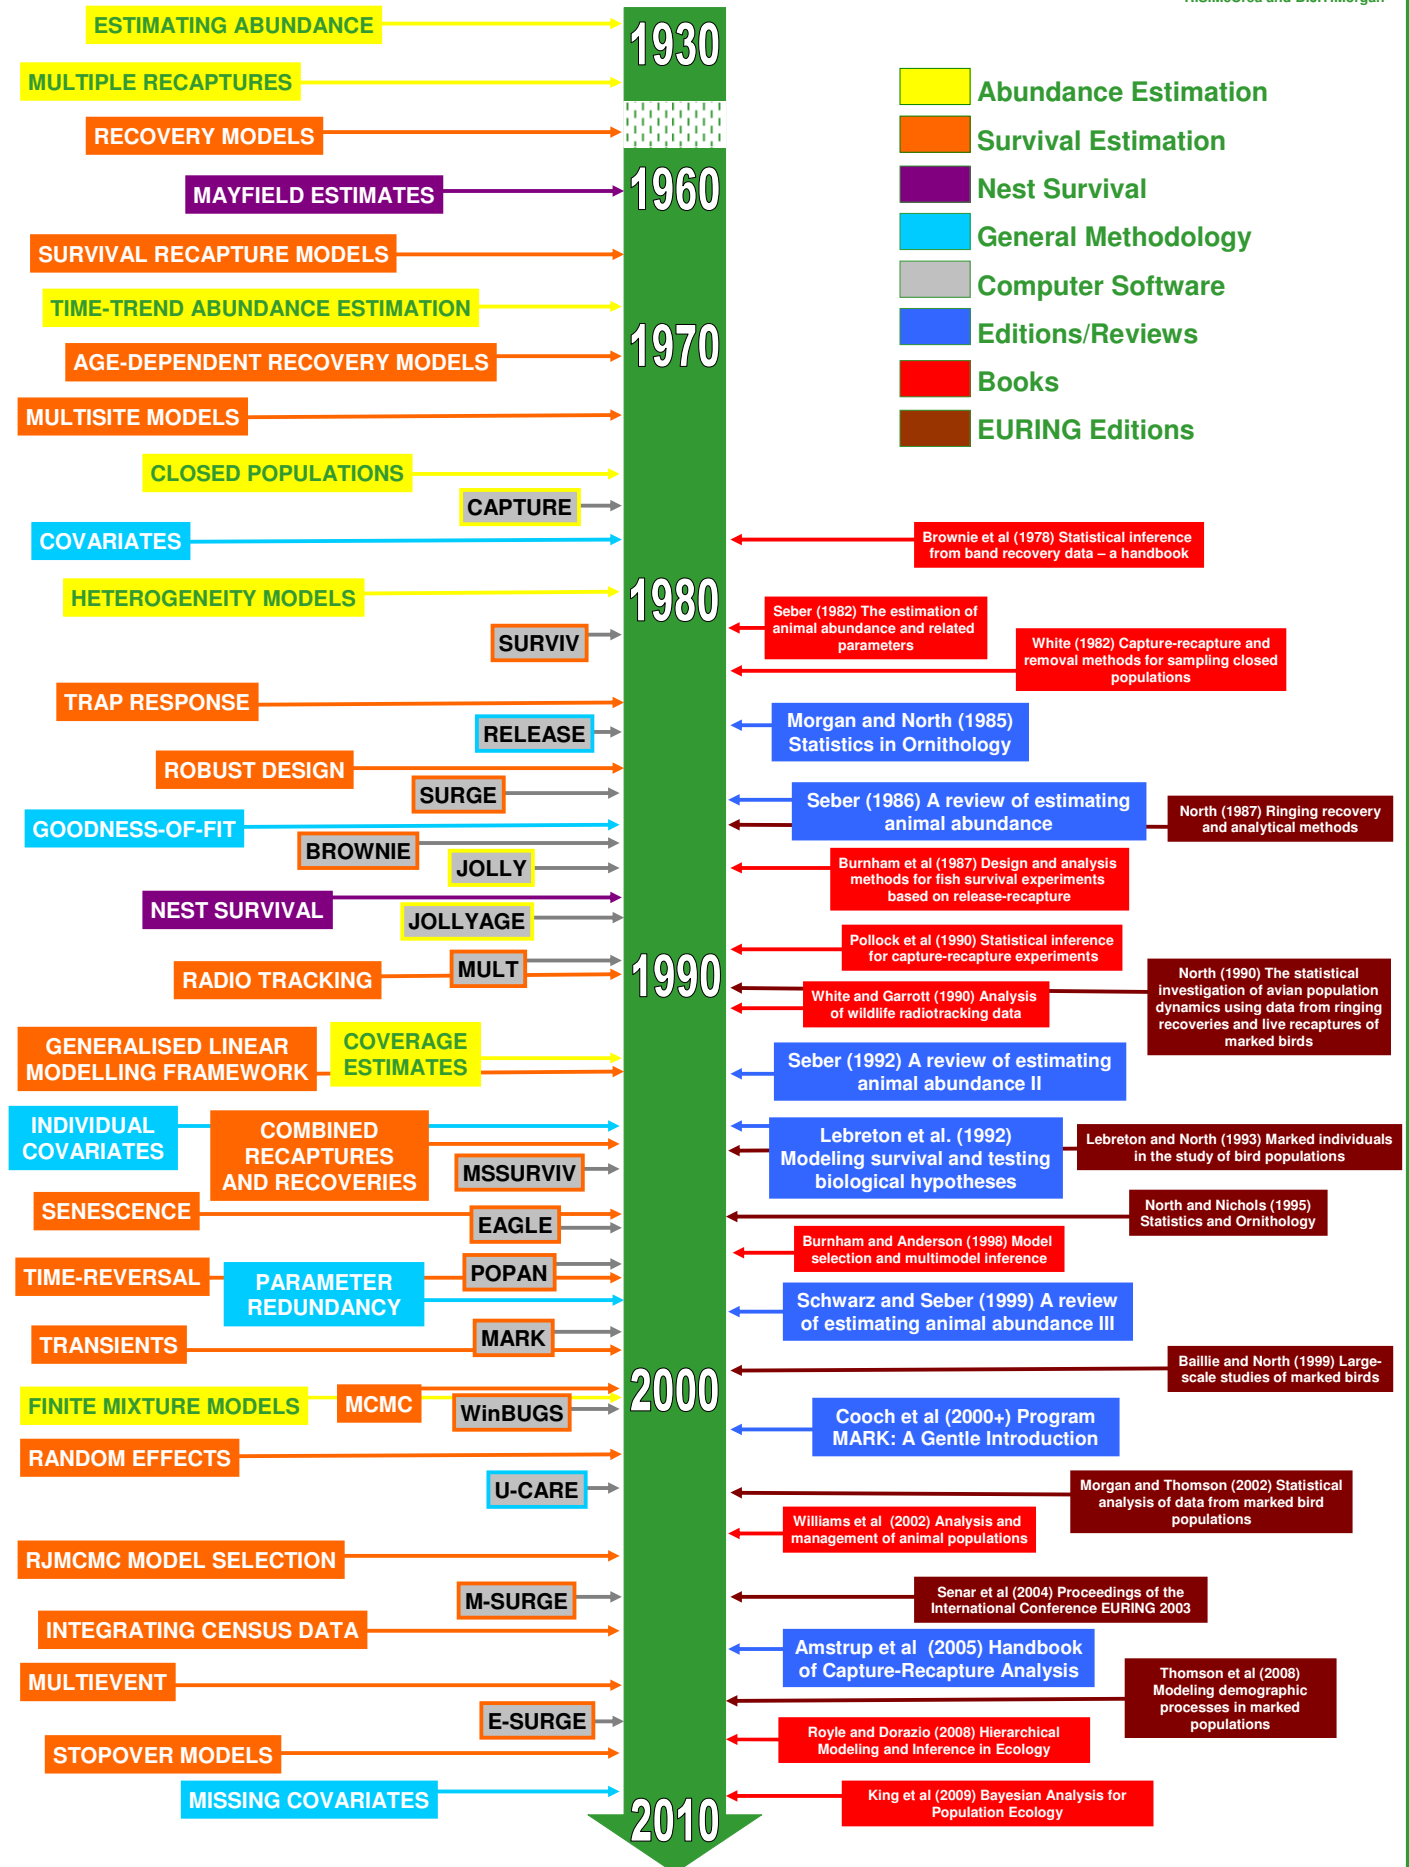 ESTIMATING ABUNDANCE
MULTIPLE RECAPTURES
RECOVERY MODELS
MAYFIELD ESTIMATES
SURVIVAL RECAPTURE MODELS
TIME-TREND ABUNDANCE ESTIMATION
AGE-DEPENDENT RECOVERY MODELS
MULTISITE MODELS
CLOSED POPULATIONS
CAPTURE
COVARIATES
HETEROGENEITY MODELS
SURVIV
TRAP RESPONSE
RELEASE
ROBUST DESIGN
SURGE
GOODNESS-OF-FIT
BROWNIE
JOLLY
NEST SURVIVAL
JOLLYAGE
MULT
RADIO TRACKING
GENERALISED LINEAR
MODELLING FRAMEWORK
COVERAGE
ESTIMATES
INDIVIDUAL
COVARIATES
COMBINED
RECAPTURES
AND RECOVERIES
MSSURVIV
SENESCENCE
EAGLE
POPAN
TIME-REVERSAL
PARAMETER
REDUNDANCY
MARK
TRANSIENTS
FINITE MIXTURE MODELS
MCMC
WinBUGS
RANDOM EFFECTS
U-CARE
RJMCMC MODEL SELECTION
M-SURGE
INTEGRATING CENSUS DATA
MULTIEVENT
E-SURGE
STOPOVER MODELS
MISSING COVARIATES
1930
1960
1970
1980
1990
2000
2010
Abundance Estimation
Survival Estimation
Nest Survival
General Methodology
Computer Software
Editions/Reviews
Books
EURING Editions
Brownie et al (1978) Statistical inference
from band recovery data – a handbook
Seber (1982) The estimation of
animal abundance and related
parameters
White (1982) Capture-recapture and
removal methods for sampling closed
populations
Morgan and North (1985)
Statistics in Ornithology
Seber (1986) A review of estimating
animal abundance
North (1987) Ringing recovery
and analytical methods
Burnham et al (1987) Design and analysis
methods for fish survival experiments
based on release-recapture
Pollock et al (1990) Statistical inference
for capture-recapture experiments
North (1990) The statistical
investigation of avian population
dynamics using data from ringing
recoveries and live recaptures of
marked birds
White and Garrott (1990) Analysis
of wildlife radiotracking data
Seber (1992) A review of estimating
animal abundance II
Lebreton et al. (1992)
Modeling survival and testing
biological hypotheses
Lebreton and North (1993) Marked individuals
in the study of bird populations
North and Nichols (1995)
Statistics and Ornithology
Burnham and Anderson (1998) Model
selection and multimodel inference
Schwarz and Seber (1999) A review
of estimating animal abundance III
Baillie and North (1999) Large-
scale studies of marked birds
Cooch et al (2000+) Program
MARK: A Gentle Introduction
Morgan and Thomson (2002) Statistical
analysis of data from marked bird
populations
Williams et al (2002) Analysis and
management of animal populations
Senar et al (2004) Proceedings of the
International Conference EURING 2003
Amstrup et al (2005) Handbook
of Capture-Recapture Analysis
Thomson et al (2008)
Modeling demographic
processes in marked
populations
Royle and Dorazio (2008) Hierarchical
Modeling and Inference in Ecology
King et al (2009) Bayesian Analysis for
Population Ecology